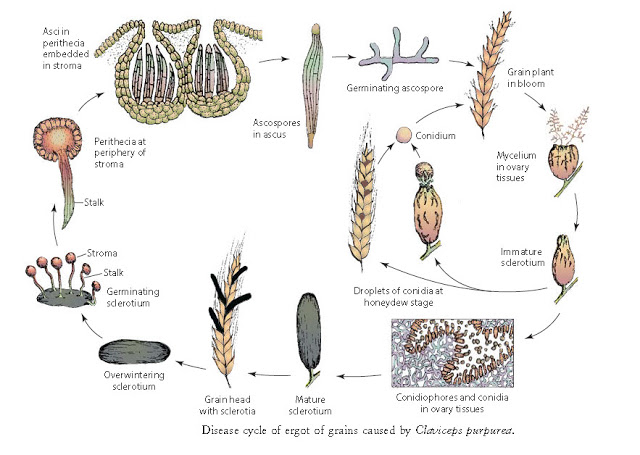 Asci in
perithecia
embedded
in stroma
Ascospores
in ascus
Germinating ascospore
Grain plant
in bloom
Conidium
Mycelium
in ovary
tissues
Perithecia at
periphery of
stroma
Stalk
Immature
sclerotium
Droplets of conidia at
honeydew stage
Stroma
Stalk
Germinating
sclerotium
Overwintering
sclerotium
Grain head
with sclerotia
Mature
sclerotium
Conidiophores and conidia
in ovary tissues
Disease cycle of ergot of grains caused by Claviceps purpurea.